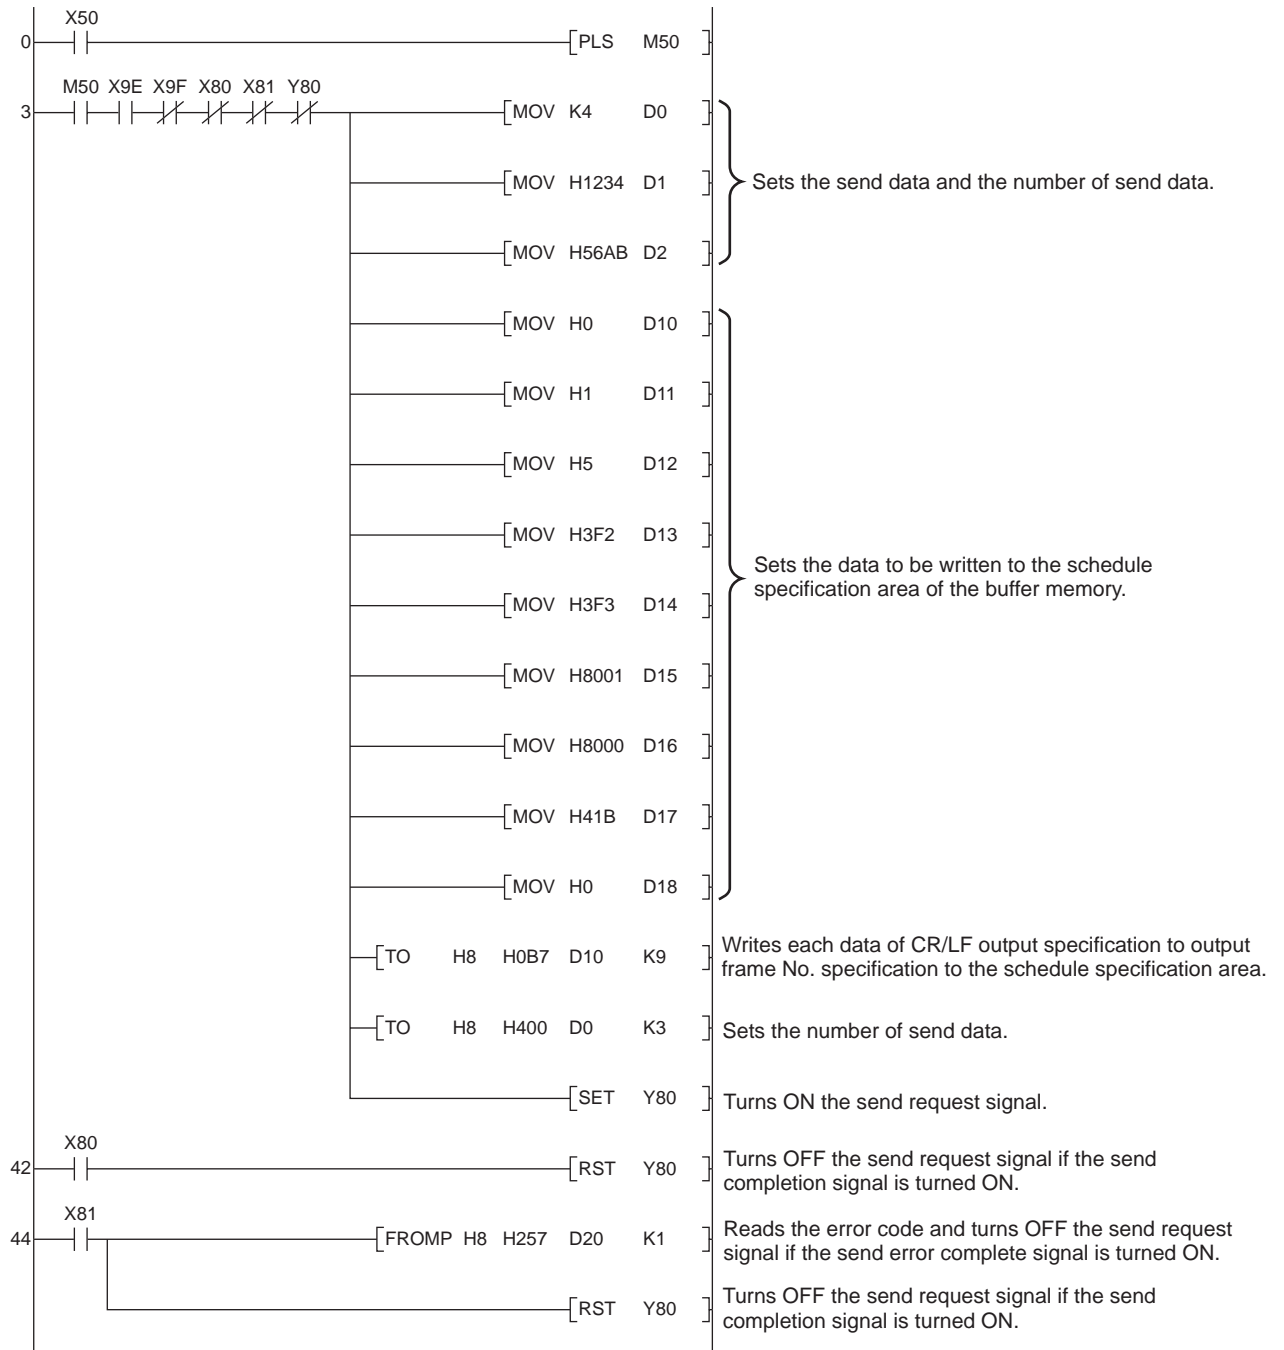 X50
0 PLS M50
M50 X9E X9F X80 X81 Y80
3 MOV K4 D0
MOV H1234 D1
Sets the send data and the number of send data.
MOV H56AB D2
MOV H0 D10
MOV H1 D11
MOV H5 D12
MOV H3F2 D13
Sets the data to be written to the schedule
specification area of the buffer memory.
MOV H3F3 D14
MOV H8001 D15
MOV H8000 D16
MOV H41B D17
MOV H0 D18
TO H8 H0B7 D10 K9
Writes each data of CR/LF output specification to output
frame No. specification to the schedule specification area.
TO H8 H400 D0 K3
Sets the number of send data.
SET Y80
Turns ON the send request signal.
X80
42 RST Y80
Turns OFF the send request signal if the send
completion signal is turned ON.
X81
44 FROMP H8 H257 D20 K1
Reads the error code and turns OFF the send request
signal if the send error complete signal is turned ON.
RST Y80
Turns OFF the send request signal if the send
completion signal is turned ON.